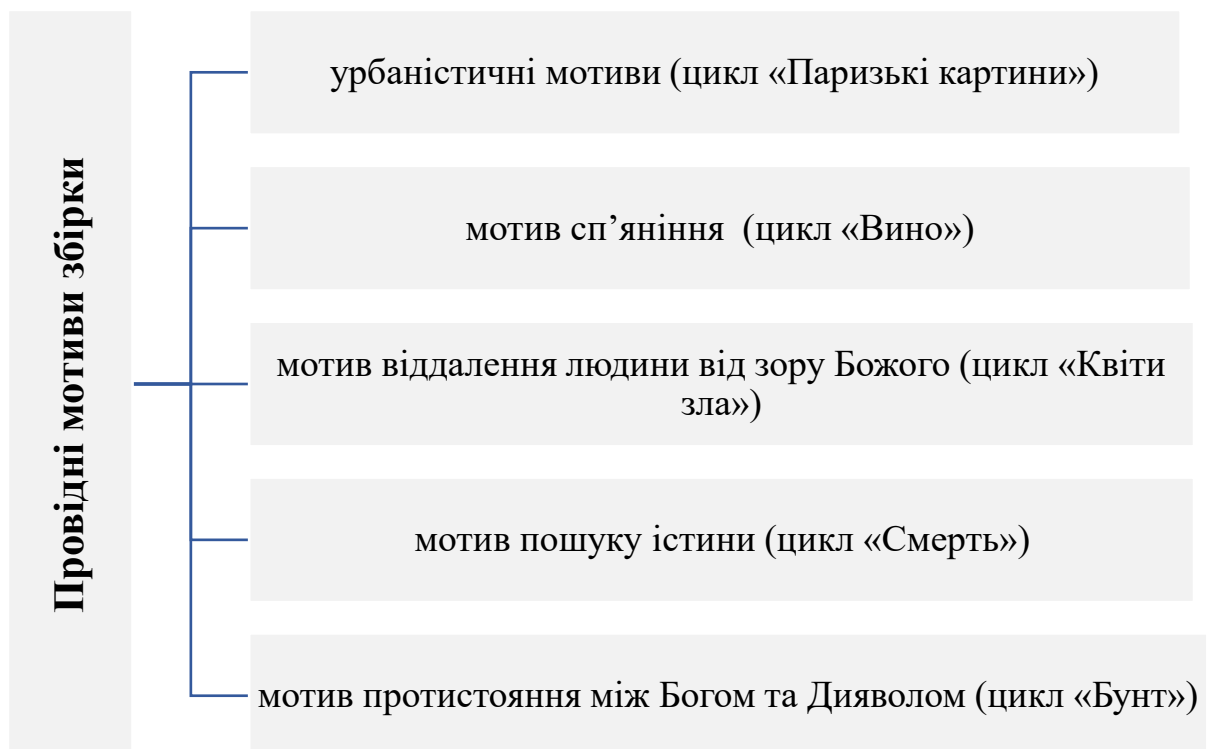 Провідні мотиви збірки
урбаністичні мотиви (цикл «Паризькі картини»)
мотив сп’яніння (цикл «Вино»)
мотив віддалення людини від зору Божого (цикл «Квіти
зла»)
мотив пошуку істини (цикл «Смерть»)
мотив протистояння між Богом та Дияволом (цикл «Бунт»)